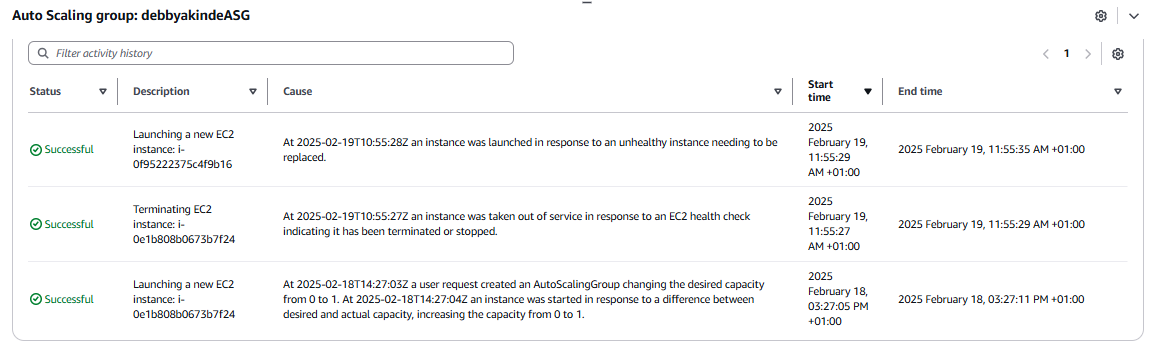 Auto Scaling group: debbyakindeASG
Filter activity history
1
Status
Description
Cause
Start
time
End time
Successful
Launching a new EC2
instance: i-
0f95222375c4f9b16
At 2025-02-19T10:55:28Z an instance was launched in response to an unhealthy instance needing to be
replaced.
2025
February 19,
11:55:29
AM +01:00
2025 February 19, 11:55:35 AM +01:00
Successful
Terminating EC2
instance: i-
0e1b808b0673b7f24
At 2025-02-19T10:55:27Z an instance was taken out of service in response to an EC2 health check
indicating it has been terminated or stopped.
2025
February 19,
11:55:27
AM +01:00
2025 February 19, 11:55:29 AM +01:00
Successful
Launching a new EC2
instance: i-
0e1b808b0673b7f24
At 2025-02-18T14:27:03Z a user request created an AutoScalingGroup changing the desired capacity
from 0 to 1. At 2025-02-18T14:27:04Z an instance was started in response to a difference between
desired and actual capacity, increasing the capacity from 0 to 1.
2025
February 18,
03:27:05 PM
+01:00
2025 February 18, 03:27:11 PM +01:00